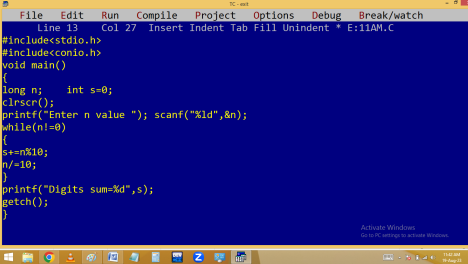 TC - exit
File Edit Run Compile Project Options Debug Break/watch
Line 13 Col 27 Insert Indent Tab Fill Unindent * E:11AM.C
#include<stdio.h>
#include<conio.h>
void main()
{
long n; int s=0;
clrscr();
printf("Enter n value "); scanf("%ld",&n);
while(n!=0)
{
s+=n%10;
n/=10;
}
printf("Digits sum=%d",s);
getch();
}
Activate Windows
Go to PC settings to activate Windows.